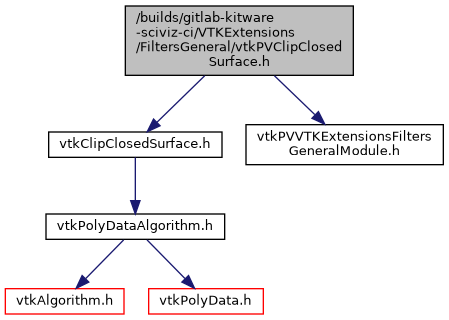 /builds/gitlab-kitware
-sciviz-ci/VTKExtensions
/FiltersGeneral/vtkPVClipClosed
Surface.h
vtkClipClosedSurface.h
vtkPVVTKExtensionsFilters
GeneralModule.h
vtkPolyDataAlgorithm.h
vtkAlgorithm.h
vtkPolyData.h